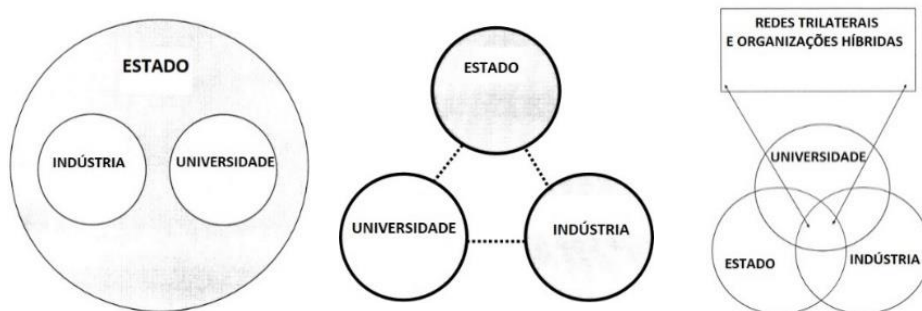 ESTADO
INDÚSTRIA
UNIVERSIDADE
ESTADO
UNIVERSIDADE
INDÚSTRIA
REDES TRILATERAIS
E ORGANIZAÇÕES HÍBRIDAS
UNIVERSIDADE
ESTADO
INDÚSTRIA